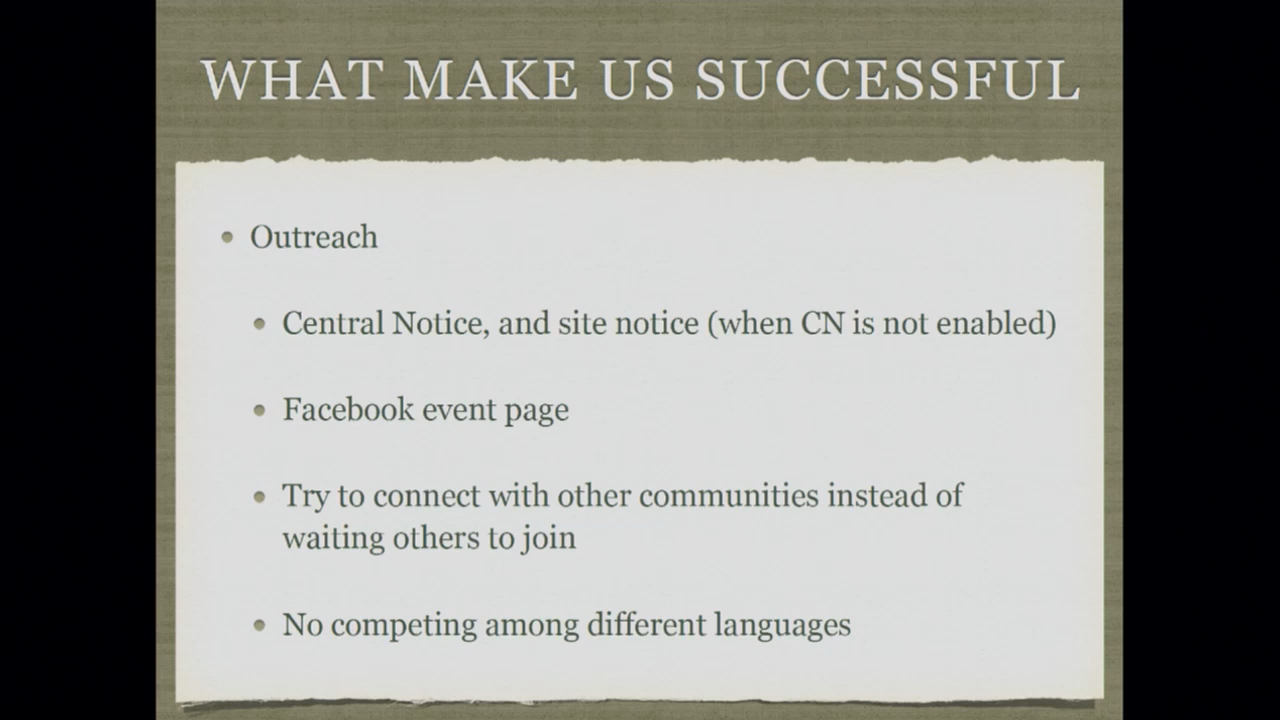 WHAT MAKE US SUCCESSFUL
• Outreach
• Central Notice, and site notice (when CN is not enabled)
• Facebook event page
• Try to connect with other communities instead of
waiting others to join
• No competing among different languages